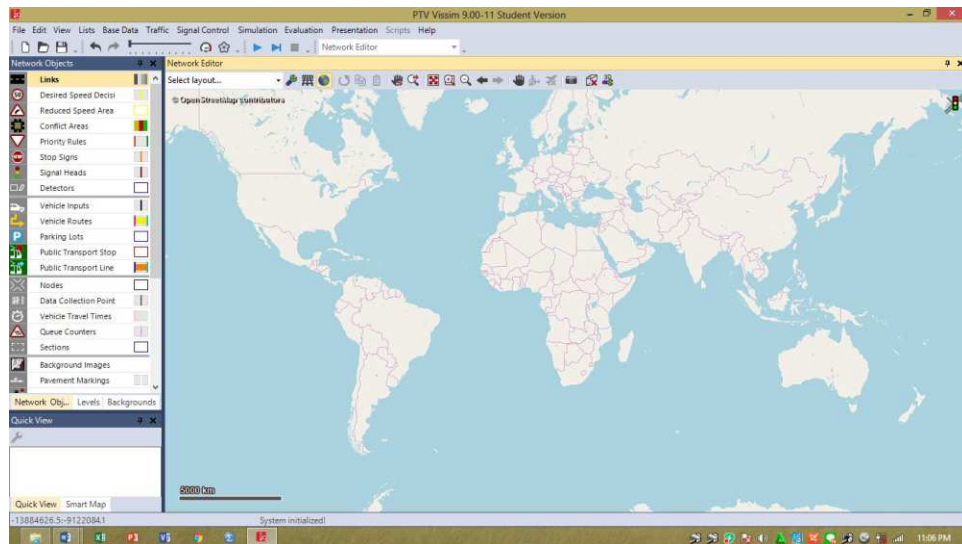 PTV Vissim 9.00-11 Student Version
File Edit View Lists Base Data Traffic Signal Control Simulation Evaluation Presentation Scripts Help
Network Editor
Network Objects
Network Editor
Select layout...
© OpenStreetMap contributors
Links
Desired Speed Decisi
Reduced Speed Area
Conflict Areas
Priority Rules
Stop Signs
Signal Heads
Detectors
Vehicle Inputs
Vehicle Routes
Parking Lots
Public Transport Stop
Public Transport Line
Nodes
Data Collection Point
Vehicle Travel Times
Queue Counters
Sections
Background Images
Pavement Markings
Network Obj... Levels Backgrounds
Quick View
Quick View Smart Map
5000 km
-13884626.5:-9122084.1 System initialized!
11:06 PM